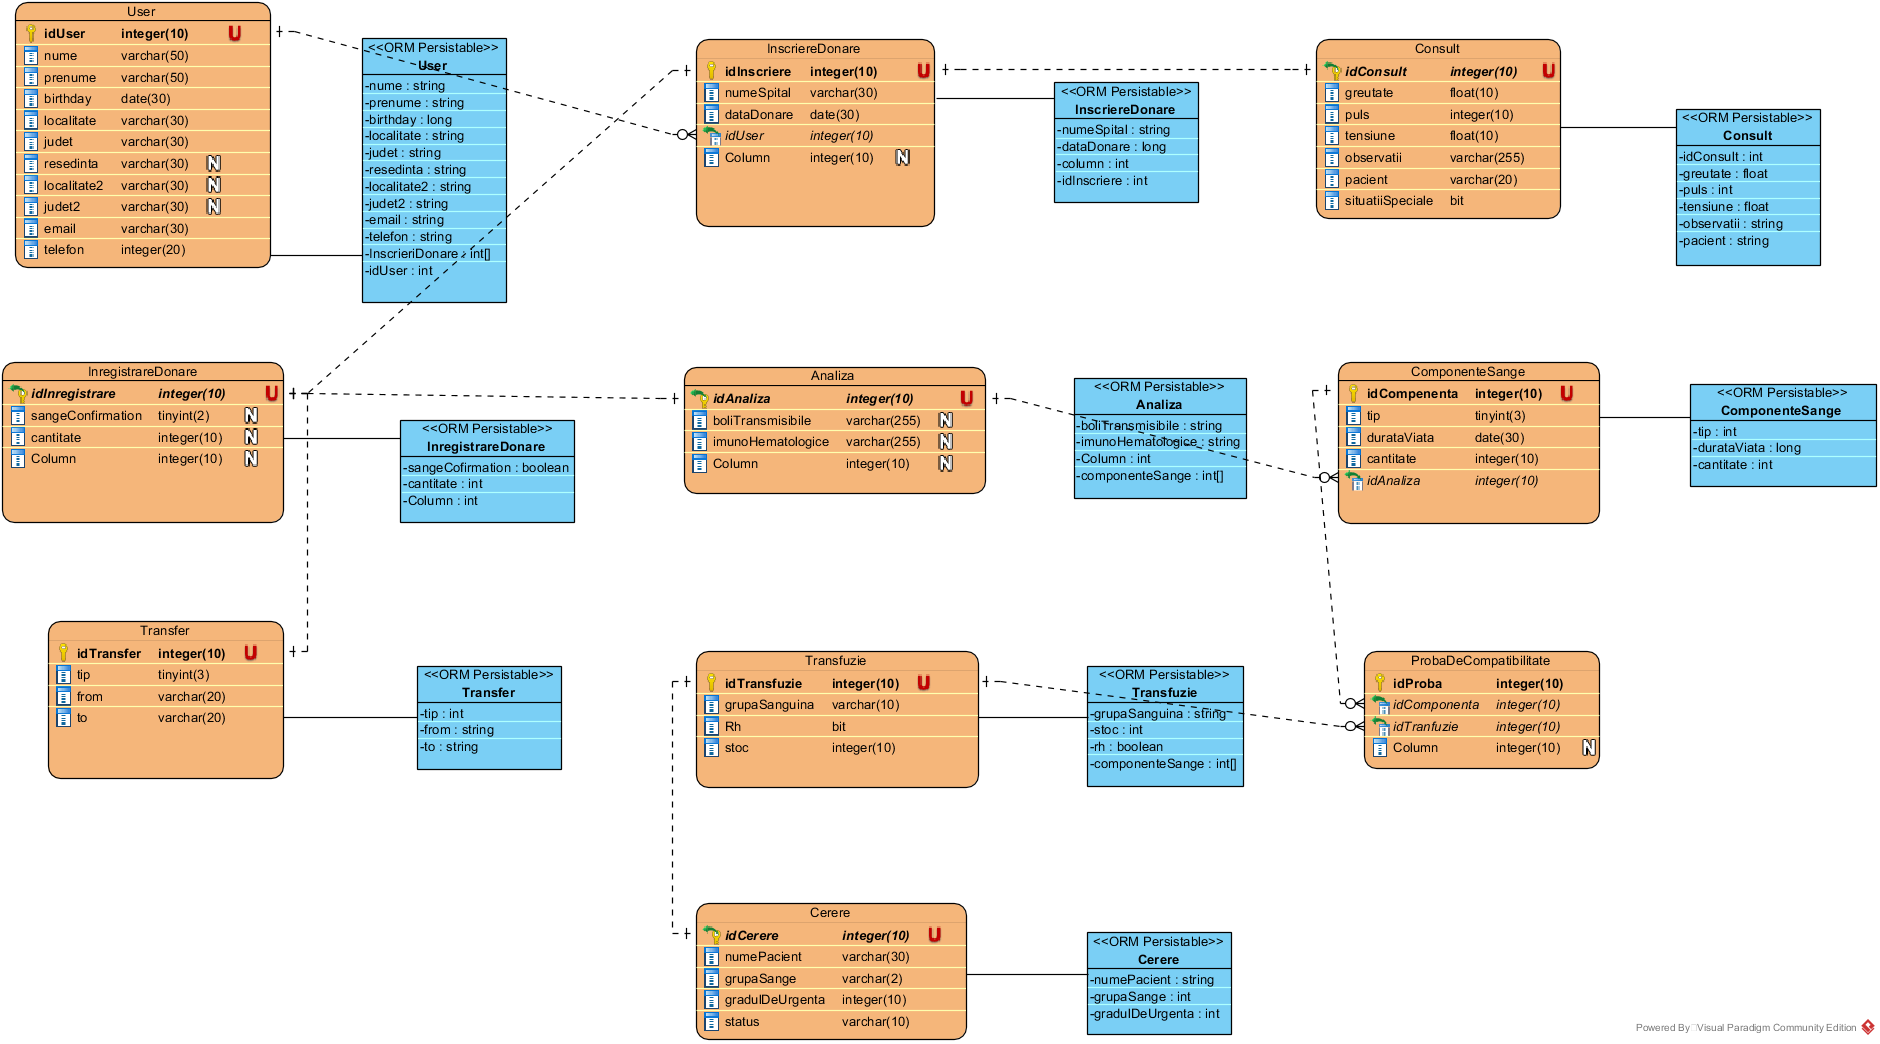 User
idUser integer(10) U
nume varchar(50)
prenume varchar(50)
birthday date(30)
localitate varchar(30)
judet varchar(30)
resedinta varchar(30) N
localitate2 varchar(30) N
judet2 varchar(30) N
email varchar(30)
telefon integer(20)
<<ORM Persistable>>
User
-nume : string
-prenume : string
-birthday : long
-localitate : string
-judet : string
-resedinta : string
-localitate2 : string
-judet2 : string
-email : string
-telefon : string
-InscrieriDonare : int[]
-idUser : int
InscriereDonare
idInscriere integer(10) U
numeSpital varchar(30)
dataDonare date(30)
idUser integer(10)
Column integer(10) N
<<ORM Persistable>>
InscriereDonare
-numeSpital : string
-dataDonare : long
-column : int
-idInscriere : int
Consult
idConsult integer(10) U
greutate float(10)
puls integer(10)
tensiune float(10)
observatii varchar(255)
pacient varchar(20)
situatiiSpeciale bit
<<ORM Persistable>>
Consult
-idConsult : int
-greutate : float
-puls : int
-tensiune : float
-observatii : string
-pacient : string
InregistrareDonare
idInregistrare integer(10) U
sangeConfirmation tinyint(2) N
cantitate integer(10) N
Column integer(10) N
<<ORM Persistable>>
InregistrareDonare
-sangeCofirmation : boolean
-cantitate : int
-Column : int
Analiza
idAnaliza integer(10) U
boliTransmisibile varchar(255) N
imunoHematologice varchar(255) N
Column integer(10) N
<<ORM Persistable>>
Analiza
-boliTransmisibile : string
-imunoHematologice : string
-Column : int
-componenteSange : int[]
ComponenteSange
idCompenenta integer(10) U
tip tinyint(3)
durataViata date(30)
cantitate integer(10)
idAnaliza integer(10)
<<ORM Persistable>>
ComponenteSange
-tip : int
-durataViata : long
-cantitate : int
Transfer
idTransfer integer(10) U
tip tinyint(3)
from varchar(20)
to varchar(20)
<<ORM Persistable>>
Transfer
-tip : int
-from : string
-to : string
Transfuzie
idTransfuzie integer(10) U
grupaSanguina varchar(10)
Rh bit
stoc integer(10)
<<ORM Persistable>>
Transfuzie
-grupaSanguina : string
-stoc : int
-rh : boolean
-componenteSange : int[]
ProbaDeCompatibilitate
idProba integer(10)
idComponenta integer(10)
idTranfuzie integer(10)
Column integer(10) N
Cerere
idCerere integer(10) U
numePacient varchar(30)
grupaSange varchar(2)
gradulDeUrgenta integer(10)
status varchar(10)
<<ORM Persistable>>
Cerere
-numePacient : string
-grupaSange : int
-gradulDeUrgenta : int
Powered By Visual Paradigm Community Edition